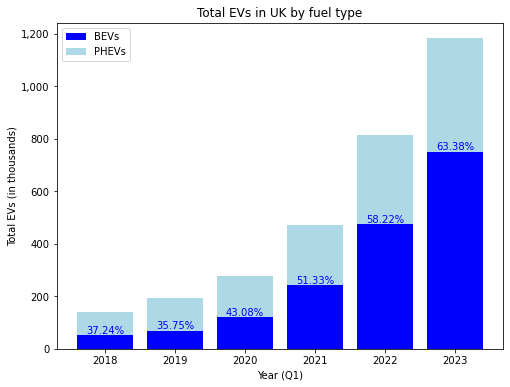 Total EVs in UK by fuel type
BEVs
PHEVs
Total EVs (in thousands)
1,200
1,000
800
600
400
200
0
37.24%
35.75%
43.08%
51.33%
58.22%
63.38%
2018 2019 2020 2021 2022 2023
Year (Q1)